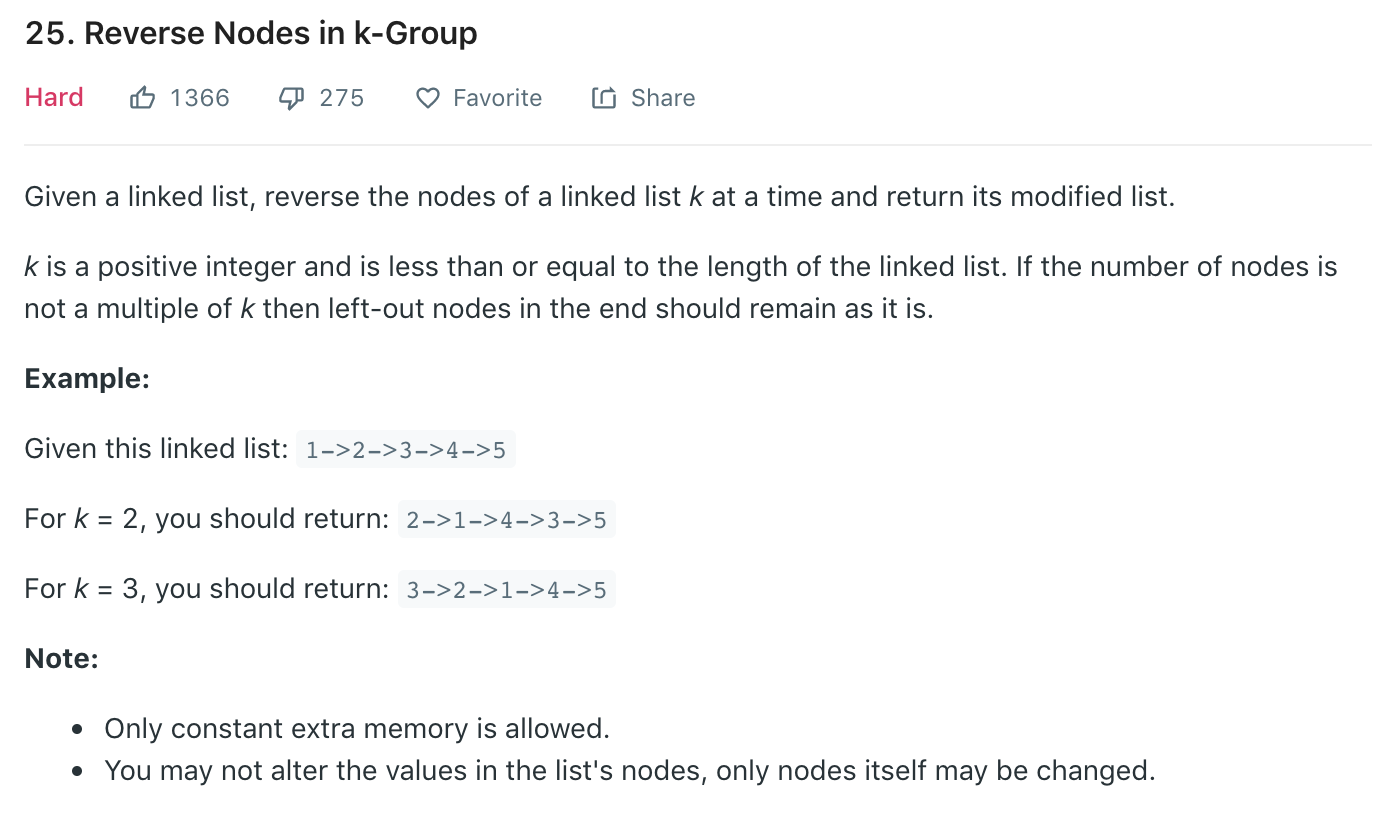 25. Reverse Nodes in k-Group
Hard 1366 275 Favorite Share
Given a linked list, reverse the nodes of a linked list k at a time and return its modified list.
k is a positive integer and is less than or equal to the length of the linked list. If the number of nodes is
not a multiple of k then left-out nodes in the end should remain as it is.
Example:
Given this linked list: 1->2->3->4->5
For k = 2, you should return: 2->1->4->3->5
For k = 3, you should return: 3->2->1->4->5
Note:
• Only constant extra memory is allowed.
• You may not alter the values in the list's nodes, only nodes itself may be changed.